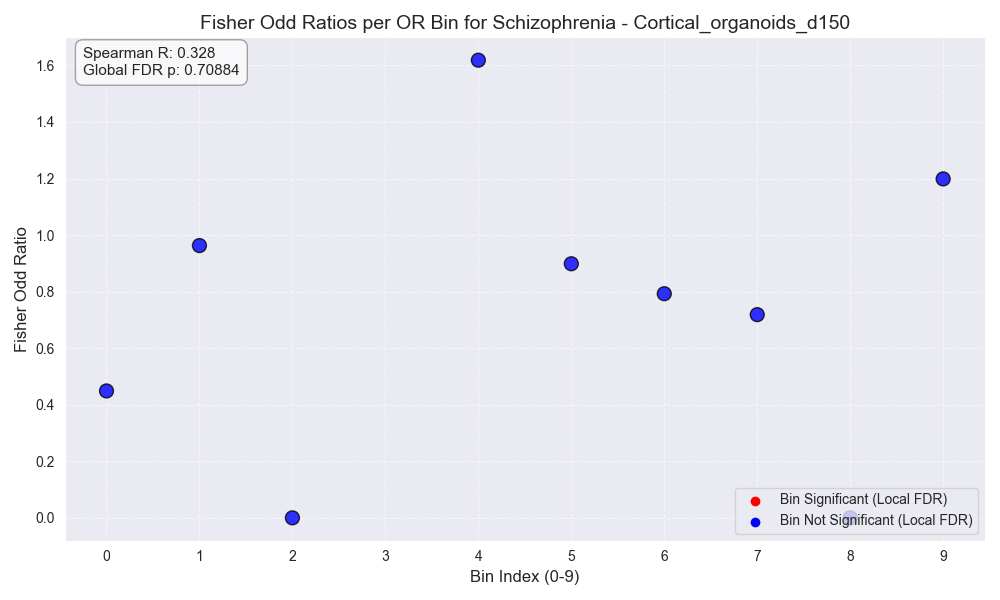 Fisher Odd Ratios per OR Bin for Schizophrenia - Cortical_organoids_d150
Spearman R: 0.328
Global FDR p: 0.70884
Fisher Odd Ratio
1.6
1.4
1.2
1.0
0.8
0.6
0.4
0.2
0.0
Bin Significant (Local FDR)
Bin Not Significant (Local FDR)
0 1 2 3 4 5 6 7 8 9
Bin Index (0-9)